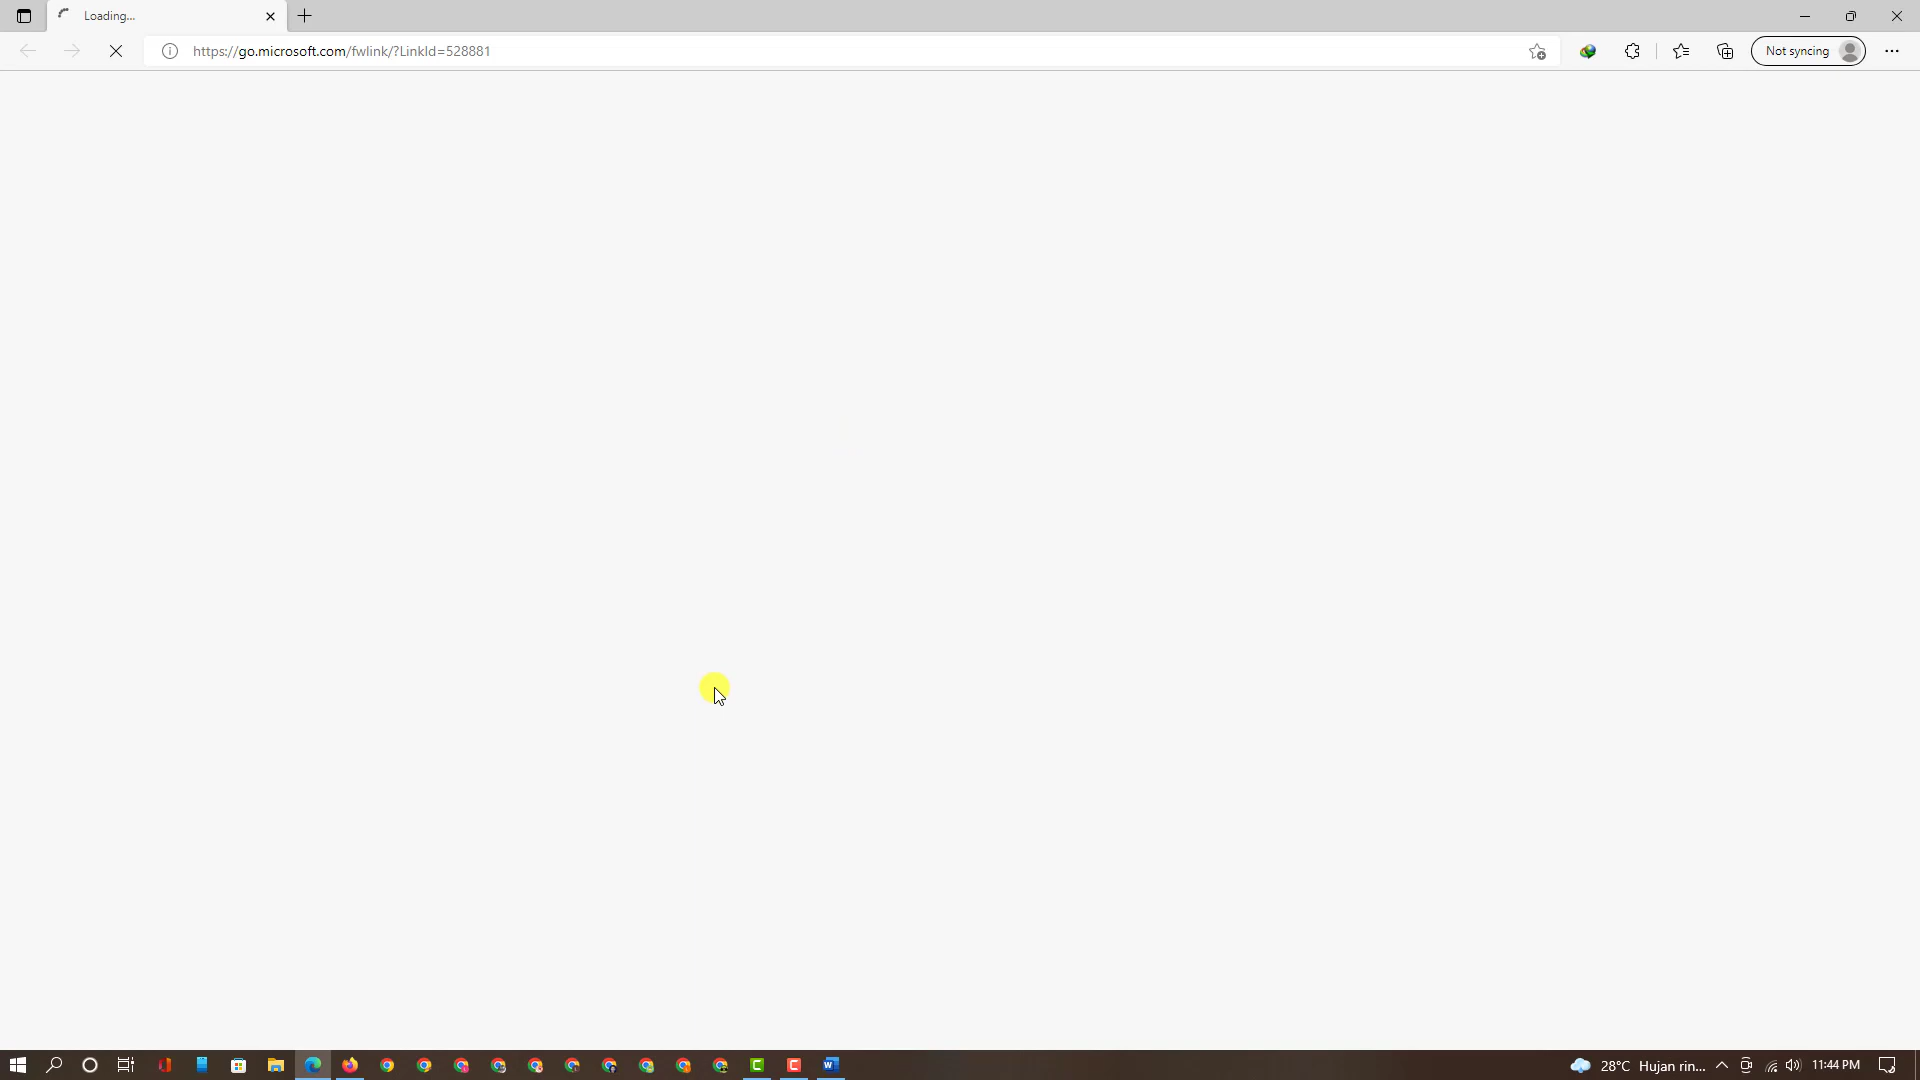 Loading...
https://go.microsoft.com/fwlink/?LinkId=528881
Not syncing
28°C Hujan rin...
11:44 PM